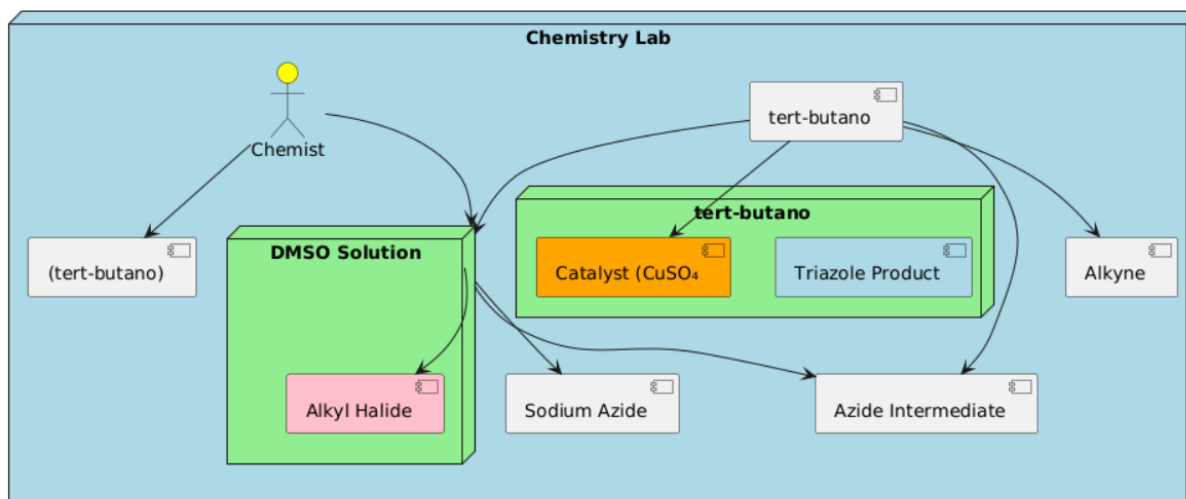 Chemistry Lab
Chemist
tert-butano
tert-butano
(tert-butano)
DMSO Solution
Catalyst (CuSO₄
Triazole Product
Alkyne
Alkyl Halide
Sodium Azide
Azide Intermediate